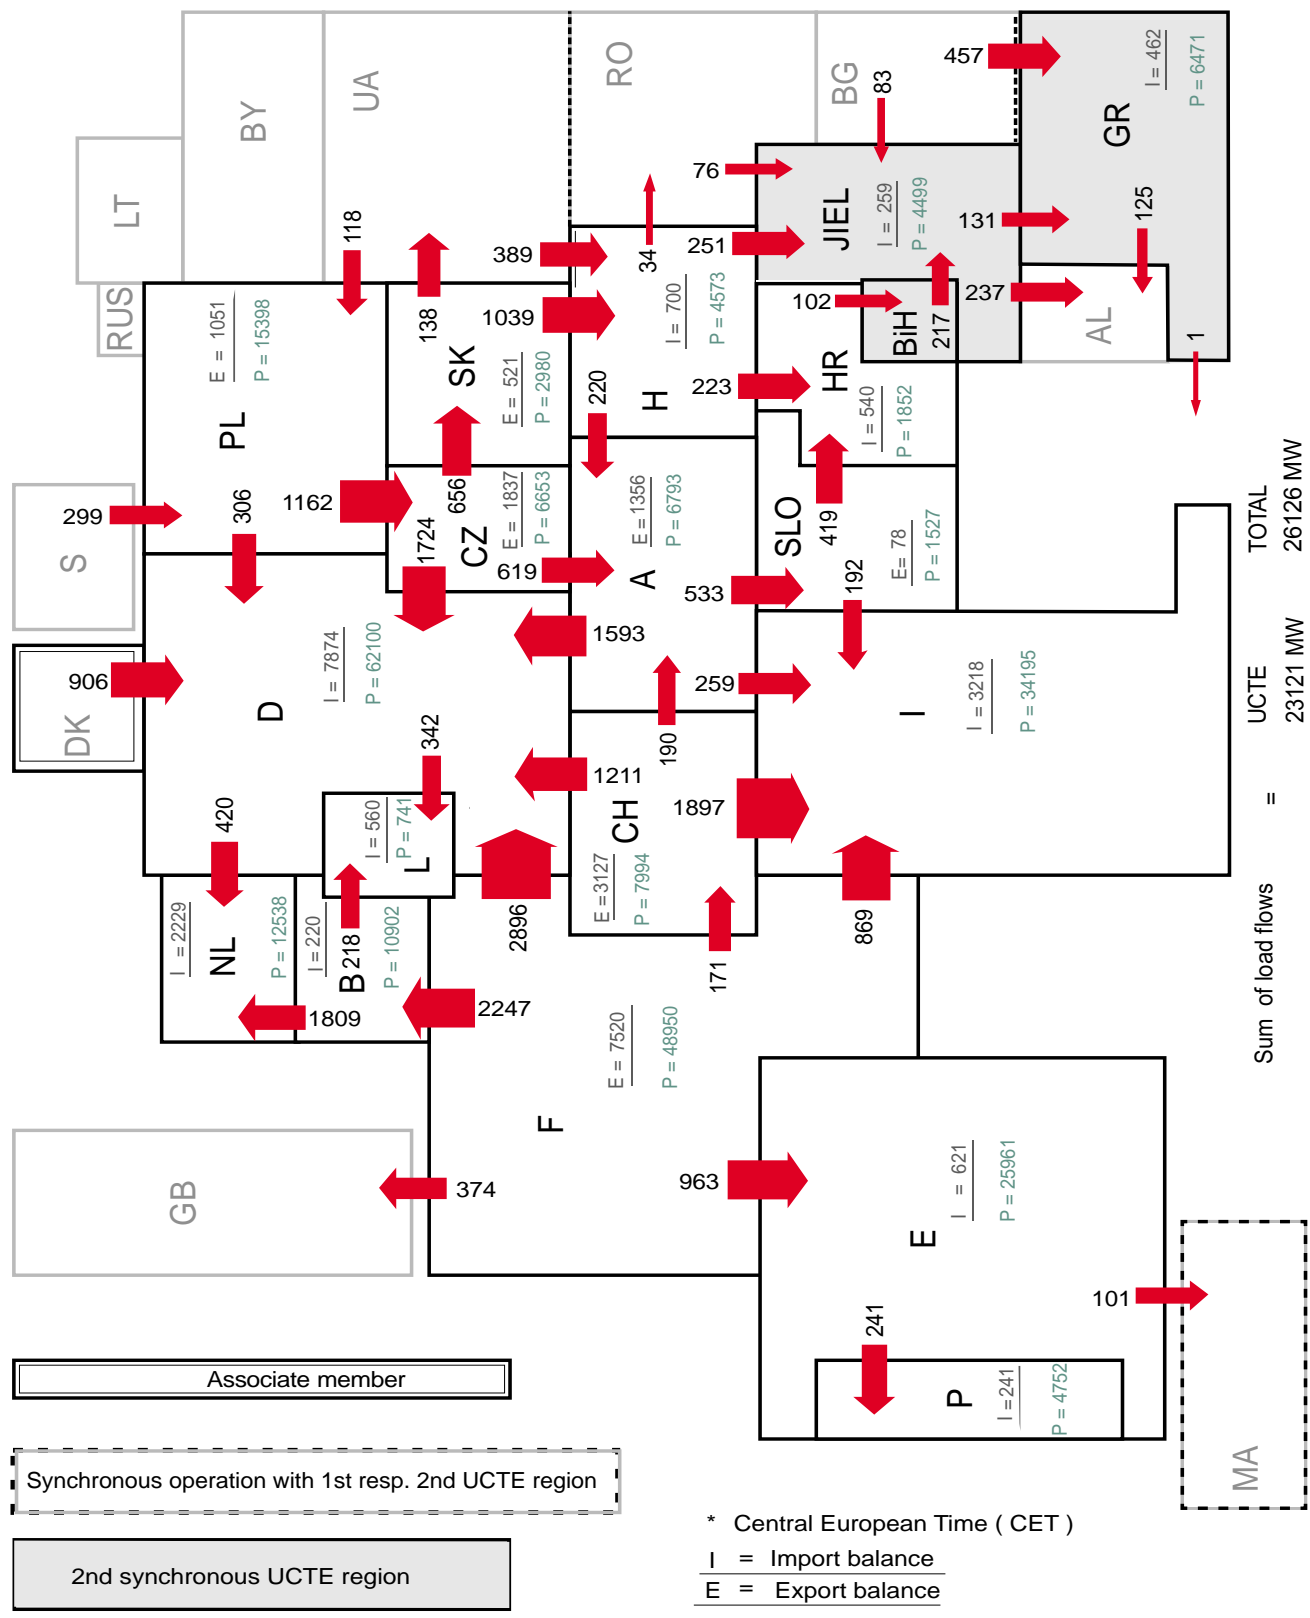 BY
UA
RO
BG
83
457
I = 462
P = 6471
GR
LT
RUS
118
138
389
34
76
251
JIEL
I = 259
P = 4499
131
125
PL
E = 1051
P = 15398
1039
SK
E = 521
P = 2980
H
I = 700
P = 4573
220
223
102
HR
I = 540
P = 1852
BiH
217
237
AL
1
S
299
306
1162
656
1724
CZ
E = 1837
P = 6653
619
A
E = 1356
P = 6793
SLO
419
E= 78
P = 1527
533
192
DK
906
D
I = 7874
P = 62100
342
1593
190
259
I
I = 3218
P = 34195
420
I = 560
P = 741
L
1211
CH
E =3127
P = 7994
1897
NL
I = 2229
P = 12538
I = 220
B
218
P = 10902
2896
171
869
1809
2247
F
E = 7520
P = 48950
GB
374
963
E
I = 621
P = 25961
241
101
P
I =241
P = 4752
MA
Sum of load flows = UCTE TOTAL
23121 MW 26126 MW
Associate member
Synchronous operation with 1st resp. 2nd UCTE region
2nd synchronous UCTE region
* Central European Time ( CET )
I = Import balance
E = Export balance